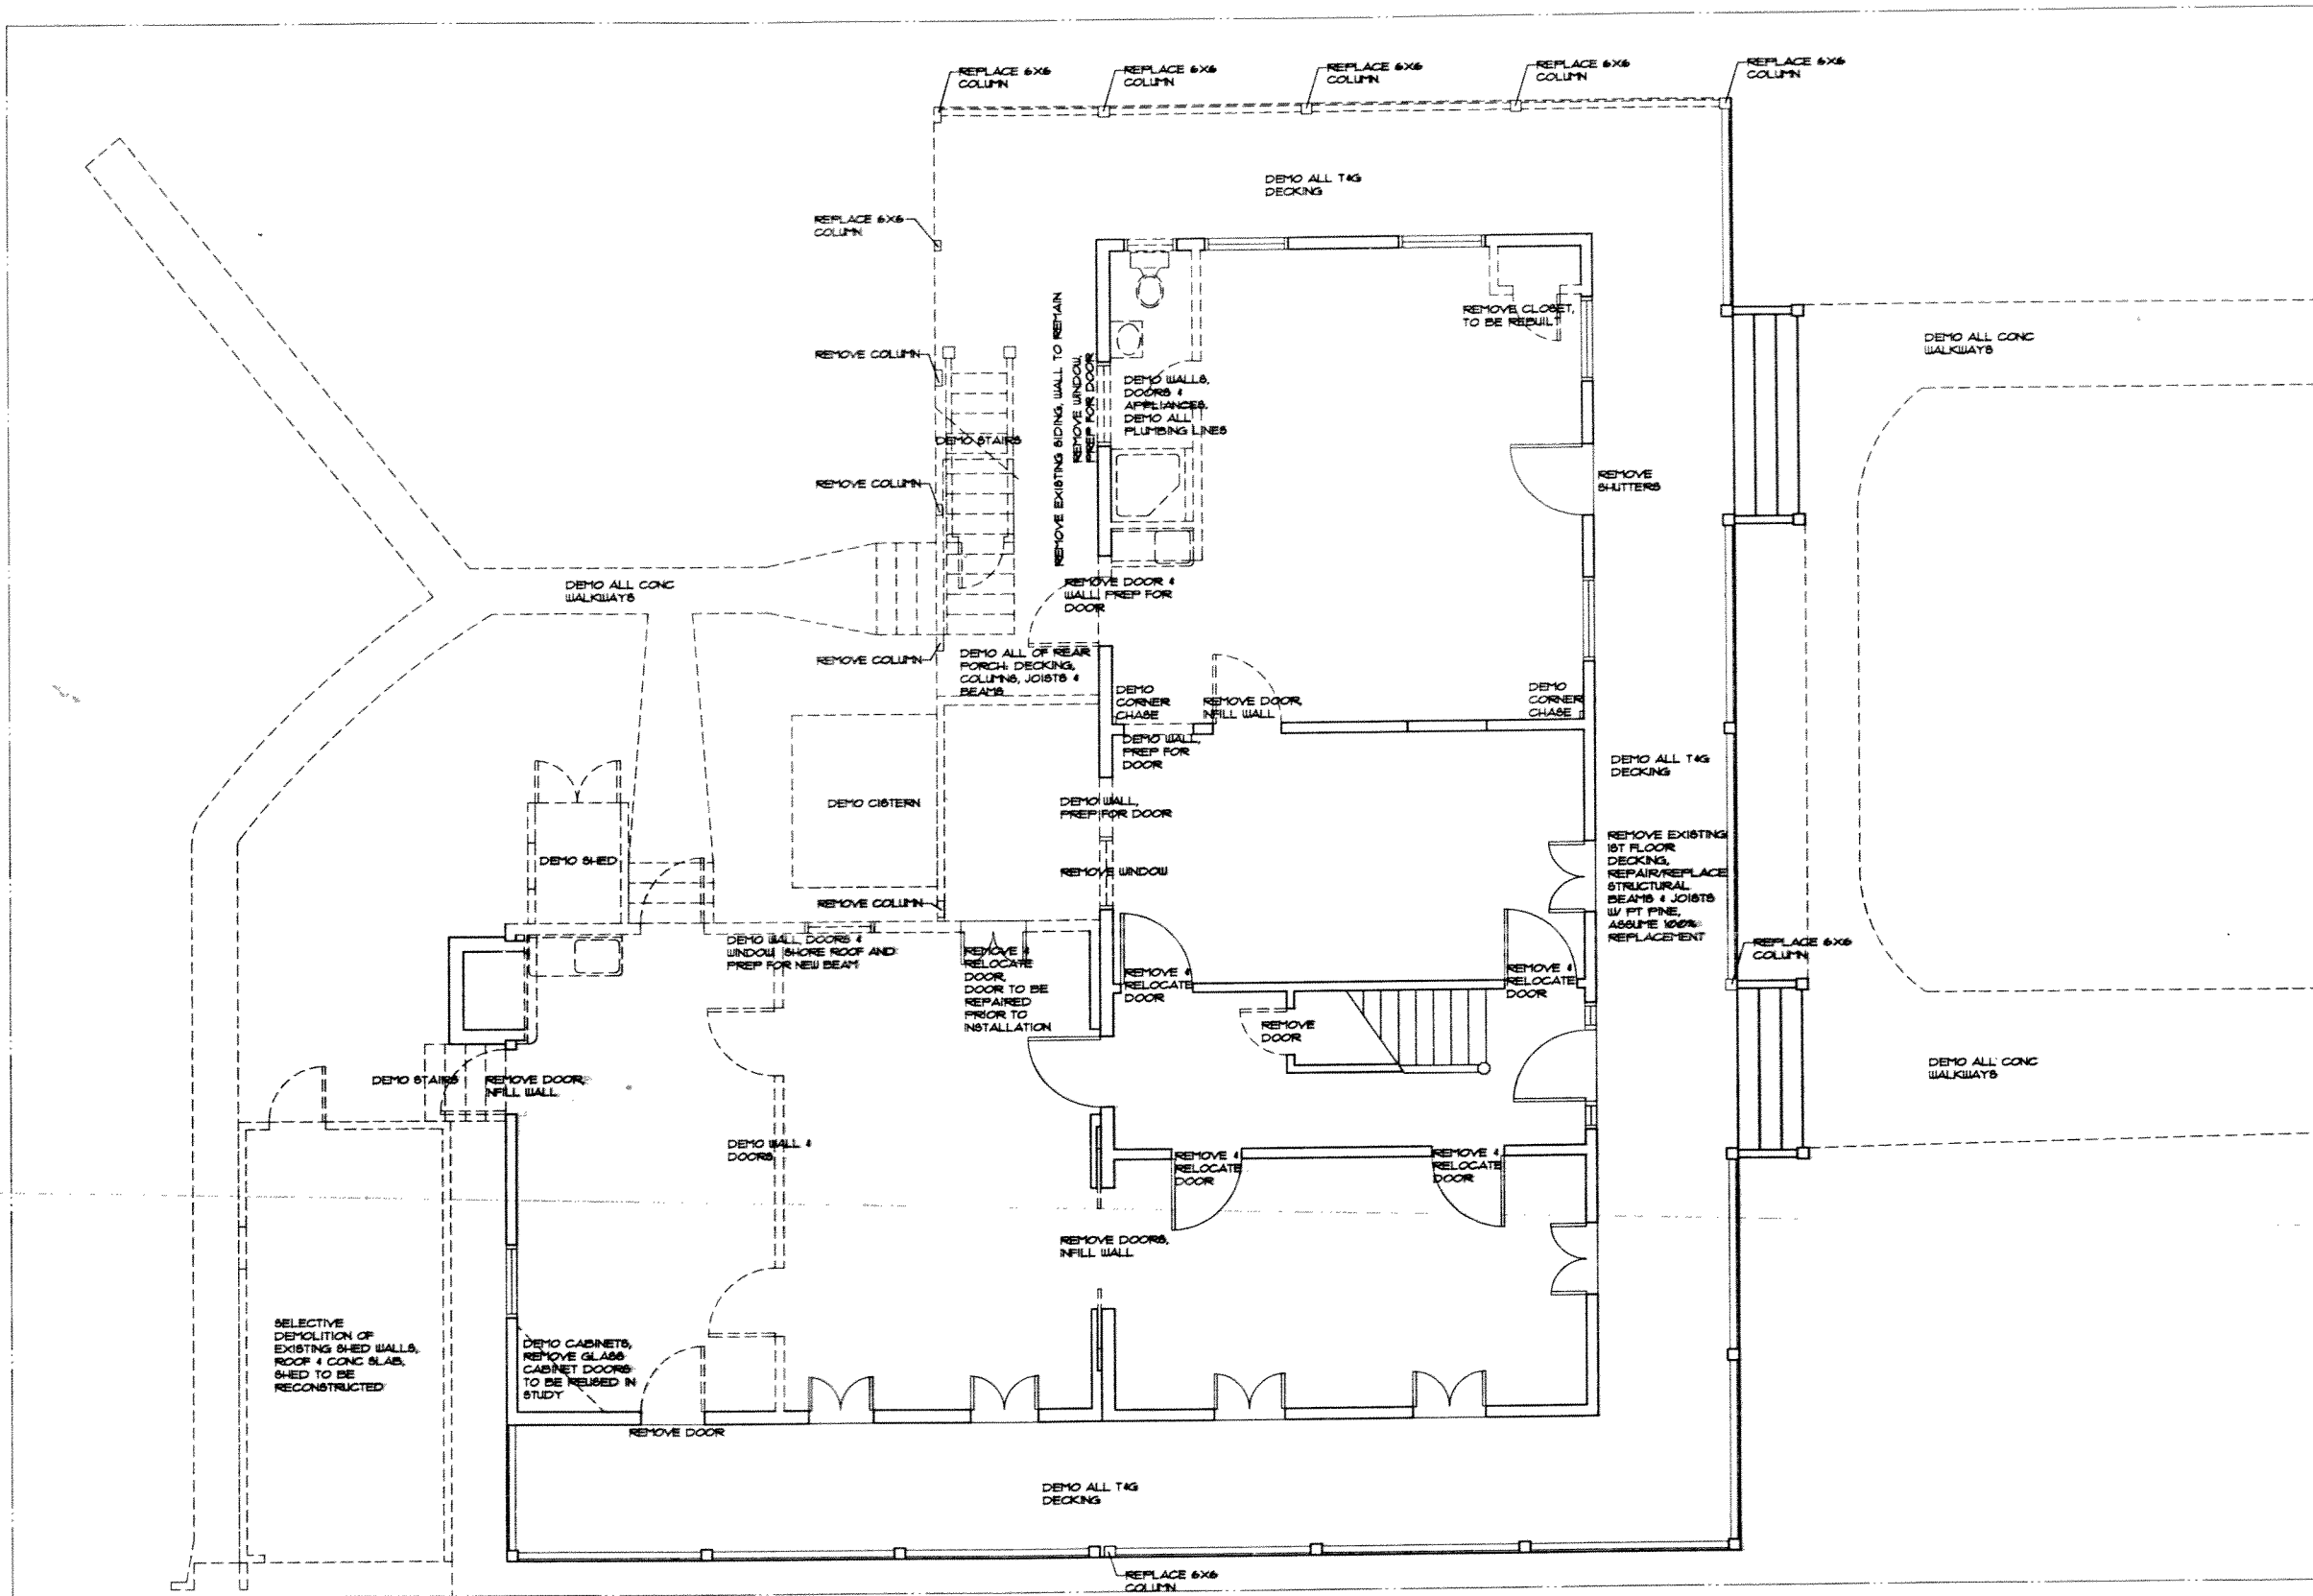 REPLACE 6X6
COLUMN
REPLACE 6X6
COLUMN
REPLACE 6X6
COLUMN
REPLACE 6X6
COLUMN
REPLACE 6X6
COLUMN
DEMO ALL T&G
DECKING
REPLACE 6X6
COLUMN
REMOVE CLOSET,
TO BE REBUILT
DEMO ALL CONC
WALKWAYS
REMOVE COLUMN
REMOVE EXISTING SIDING, WALL TO REMAIN
REMOVE WINDOW,
PREP FOR DOOR
DEMO WALLS,
DOORS &
APPLIANCES.
DEMO ALL
PLUMBING LINES
DEMO STAIRS
REMOVE COLUMN
REMOVE
SHUTTERS
DEMO ALL CONC
WALKWAYS
REMOVE DOOR &
WALL, PREP FOR
DOOR
REMOVE COLUMN
DEMO ALL OF REAR
PORCH: DECKING,
COLUMNS, JOISTS &
BEAMS
DEMO
CORNER
CHASE
REMOVE DOOR,
INFILL WALL
DEMO
CORNER
CHASE
DEMO WALL,
PREP FOR
DOOR
DEMO ALL T&G
DECKING
DEMO CISTERN
DEMO WALL,
PREP FOR DOOR
REMOVE EXISTING
1ST FLOOR
DECKING,
REPAIR/REPLACE
STRUCTURAL
BEAMS & JOISTS
W/ PT PINE,
ASSUME 100%
REPLACEMENT
DEMO SHED
REMOVE WINDOW
REMOVE COLUMN
DEMO WALL, DOORS &
WINDOW, SHORE ROOF AND
PREP FOR NEW BEAM
REMOVE &
RELOCATE
DOOR,
DOOR TO BE
REPAIRED
PRIOR TO
INSTALLATION
REMOVE &
RELOCATE
DOOR
REMOVE &
RELOCATE
DOOR
REPLACE 6X6
COLUMN
REMOVE
DOOR
DEMO STAIRS
REMOVE DOOR,
INFILL WALL
DEMO ALL CONC
WALKWAYS
DEMO WALL &
DOORS
REMOVE &
RELOCATE
DOOR
REMOVE &
RELOCATE
DOOR
REMOVE DOORS,
INFILL WALL
SELECTIVE
DEMOLITION OF
EXISTING SHED WALLS,
ROOF & CONC SLAB,
SHED TO BE
RECONSTRUCTED
DEMO CABINETS,
REMOVE GLASS
CABINET DOORS
TO BE REUSED IN
STUDY
REMOVE DOOR
DEMO ALL T&G
DECKING
REPLACE 6X6
COLUMN